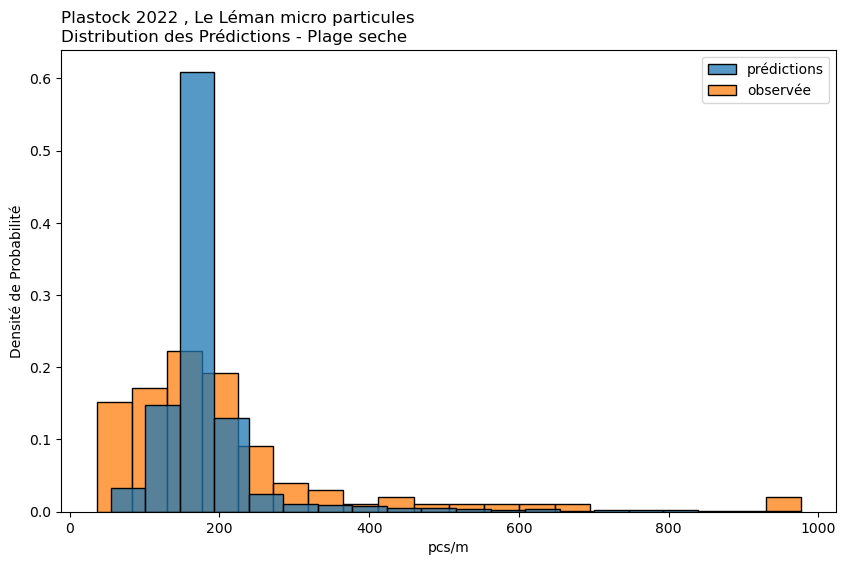 Plastock 2022 , Le Léman micro particules
Distribution des Prédictions - Plage seche
prédictions
observée
Densité de Probabilité
0.6
0.5
0.4
0.3
0.2
0.1
0.0
0
200
400
600
800
1000
pcs/m